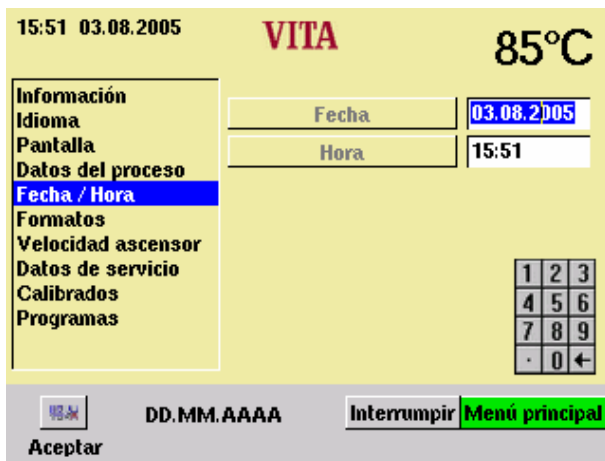 15:51 03.08.2005
VITA
85°C
Información
Idioma
Pantalla
Datos del proceso
Fecha / Hora
Formatos
Velocidad ascensor
Datos de servicio
Calibrados
Programas
Fecha 03.08.2005
Hora 15:51
1 2 3
4 5 6
7 8 9
· 0 ←
DD.MM.AAAA
Interrumpir
Menú principal
Aceptar